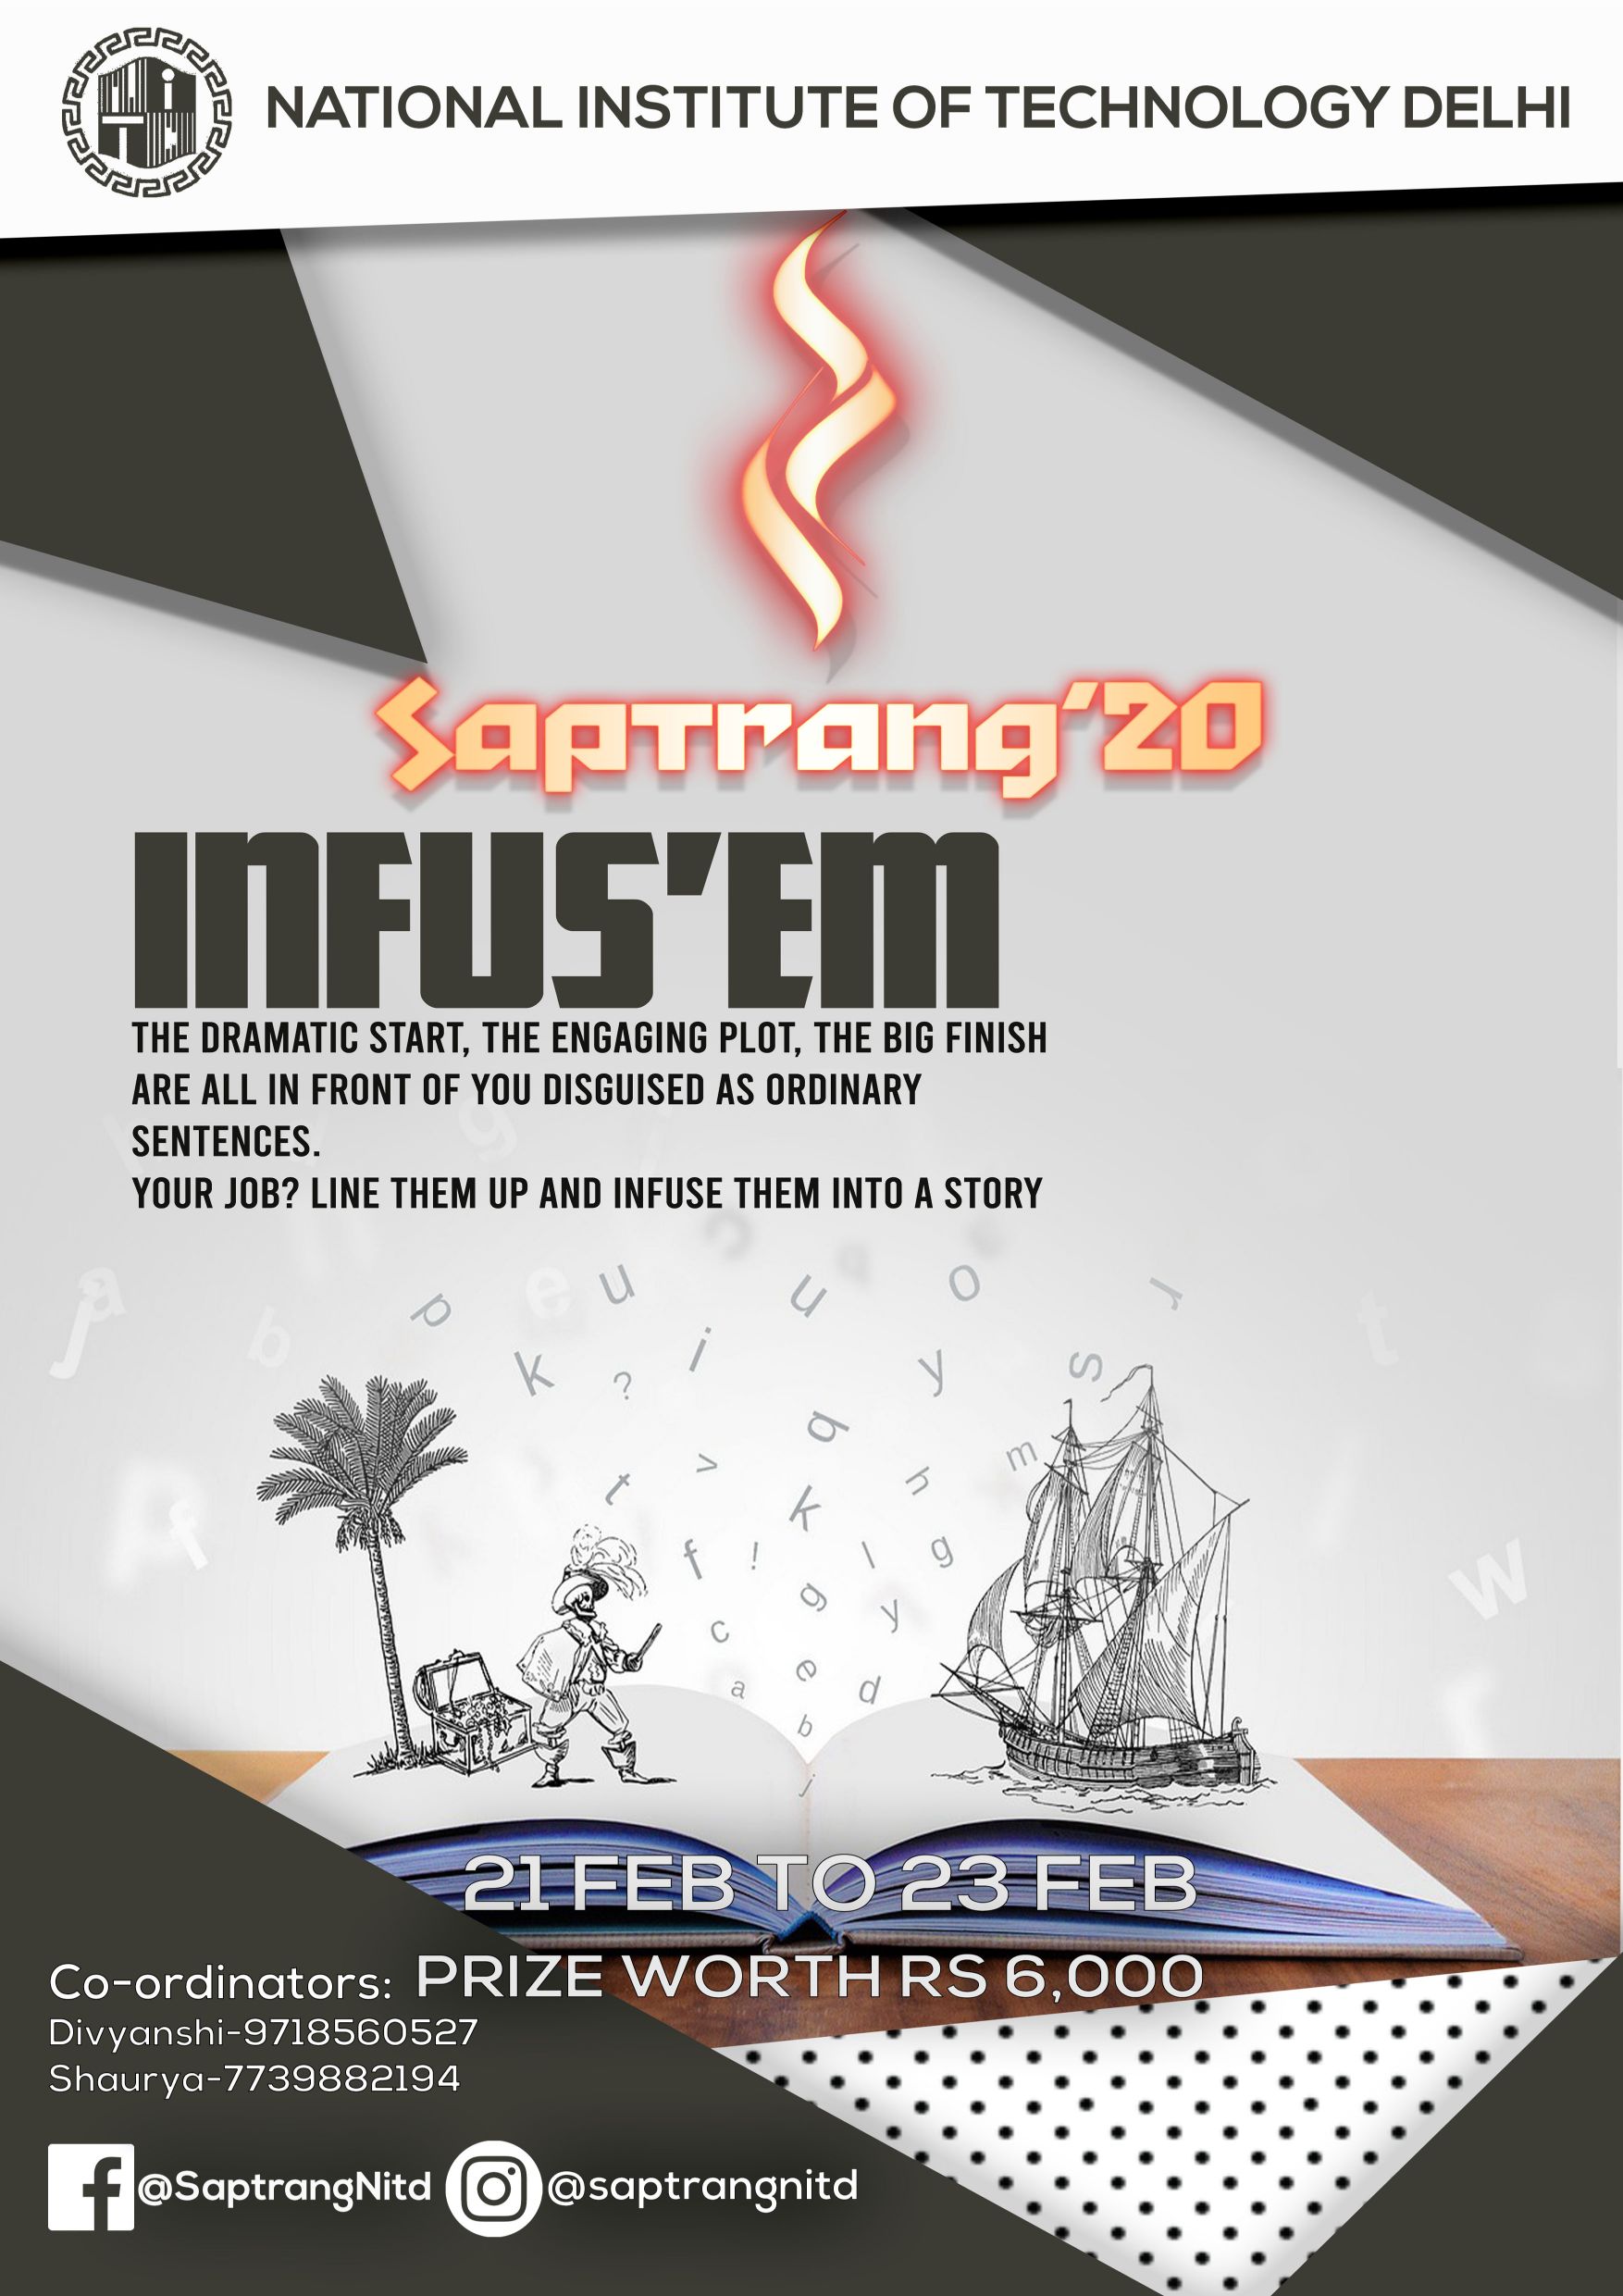 NATIONAL INSTITUTE OF TECHNOLOGY DELHI
Saptrang'20
INFUS'EM
THE DRAMATIC START, THE ENGAGING PLOT, THE BIG FINISH
ARE ALL IN FRONT OF YOU DISGUISED AS ORDINARY
SENTENCES.
YOUR JOB? LINE THEM UP AND INFUSE THEM INTO A STORY
21 FEB TO 23 FEB
PRIZE WORTH RS 6,000
Co-ordinators:
Divyanshi-9718560527
Shaurya-7739882194
@SaptrangNitd
@saptrangnitd